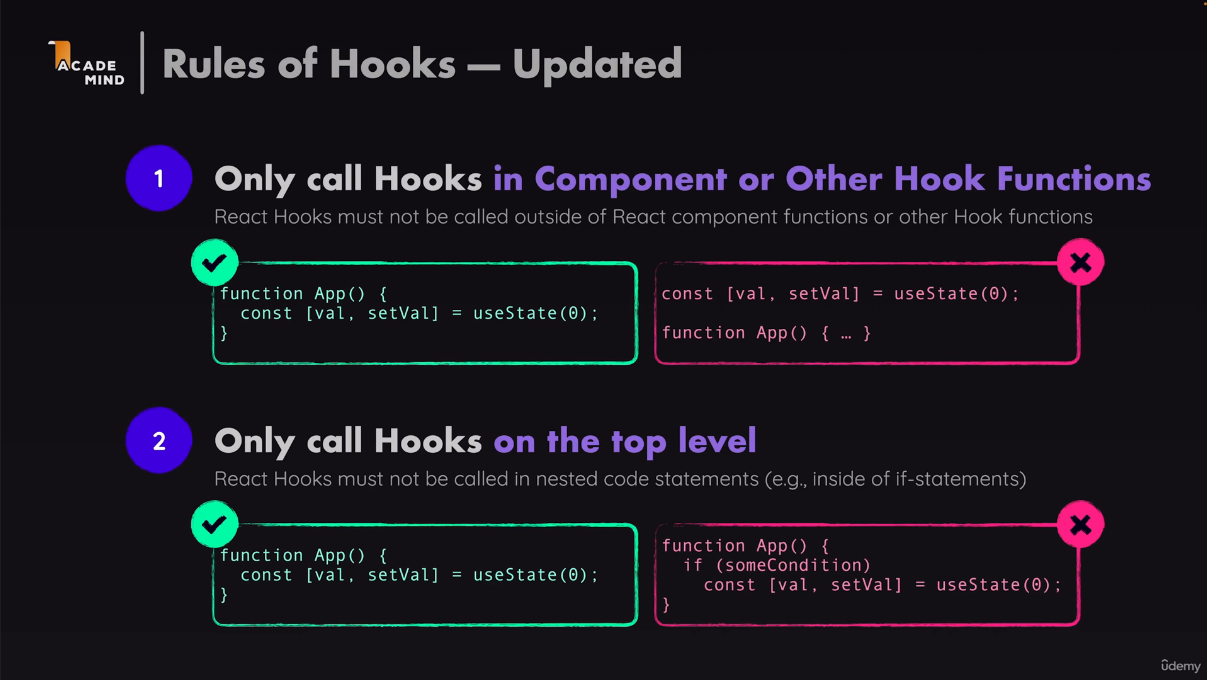 ACADE
MIND
Rules of Hooks — Updated
1
Only call Hooks in Component or Other Hook Functions
React Hooks must not be called outside of React component functions or other Hook functions
function App() {
  const [val, setVal] = useState(0);
}
const [val, setVal] = useState(0);
function App() { … }
2
Only call Hooks on the top level
React Hooks must not be called in nested code statements (e.g., inside of if-statements)
function App() {
  const [val, setVal] = useState(0);
}
function App() {
  if (someCondition)
    const [val, setVal] = useState(0);
}
ûdemy